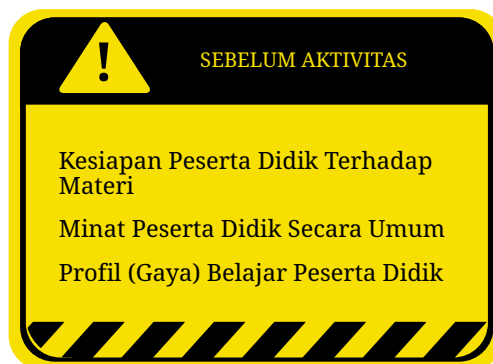 !
SEBELUM AKTIVITAS
Kesiapan Peserta Didik Terhadap
Materi
Minat Peserta Didik Secara Umum
Profil (Gaya) Belajar Peserta Didik